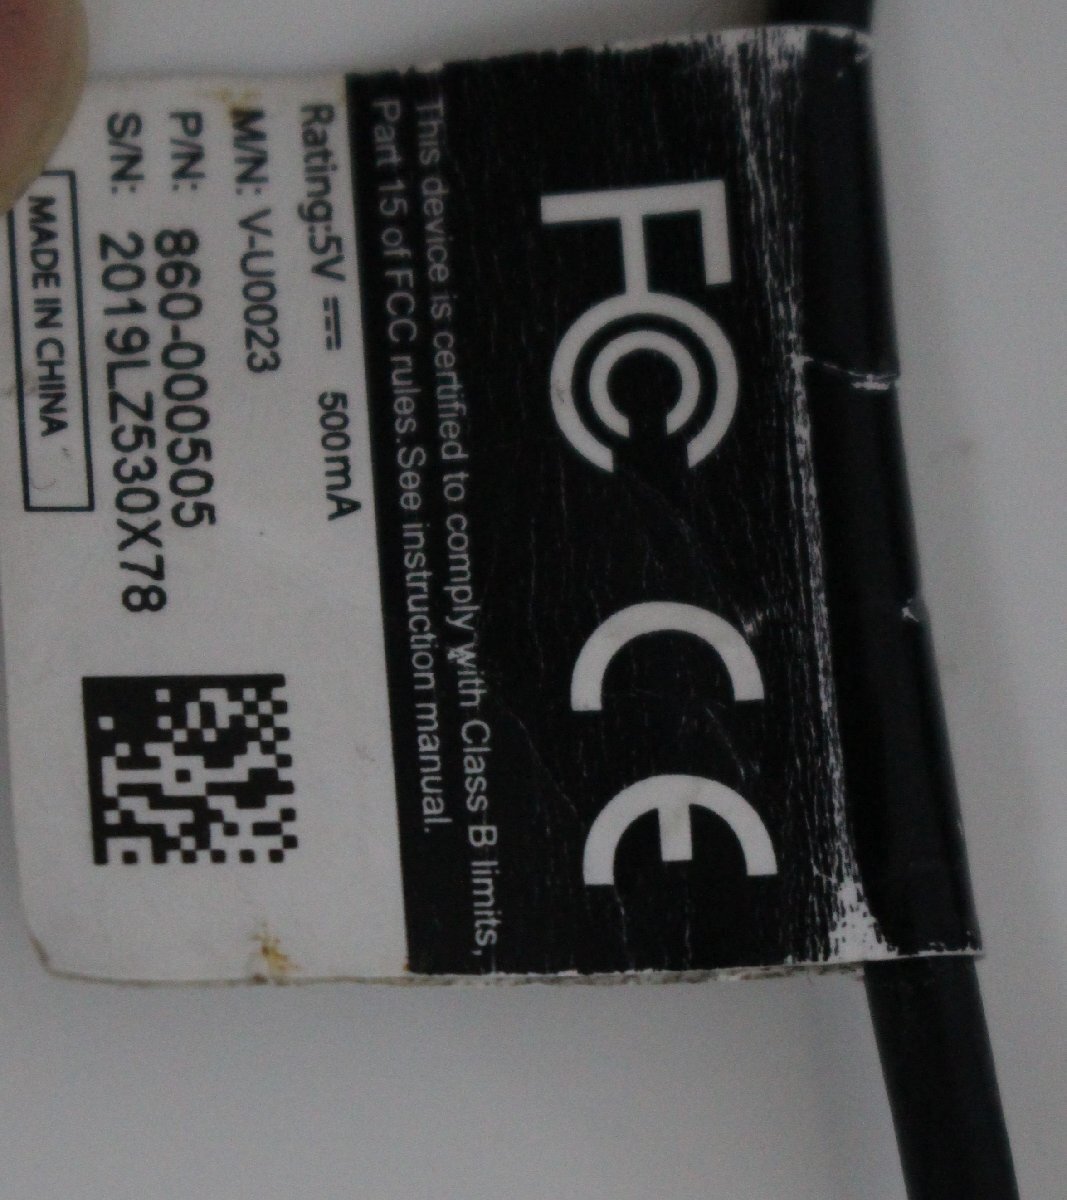 FC CE
This device is certified to comply with Class B limits,
Part 15 of FCC rules.See instruction manual.
Rating:5V ⎓ 500mA
M/N: V-U0023
P/N: 860-000505
S/N: 2019LZ530X78
MADE IN CHINA